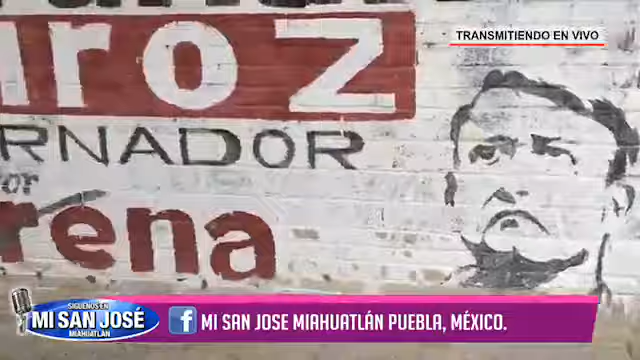 TRANSMITIENDO EN VIVO
roz
RNADOR
or
rena
SIGUENOS EN
MI SAN JOSÉ
MIAHUATLÁN
MI SAN JOSE MIAHUATLÁN PUEBLA, MÉXICO.